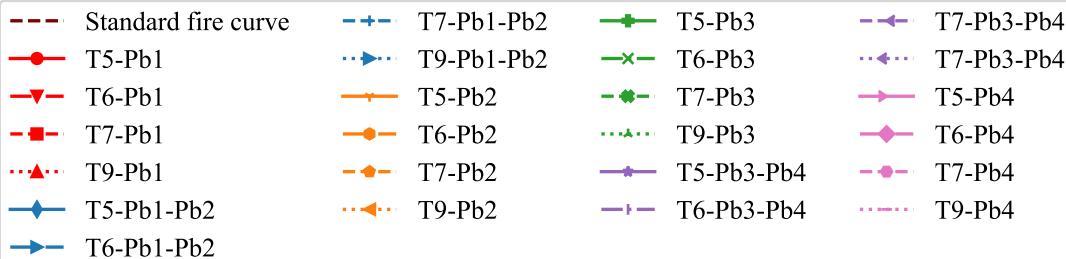 Standard fire curve
T5-Pb1
T6-Pb1
T7-Pb1
T9-Pb1
T5-Pb1-Pb2
T6-Pb1-Pb2
T7-Pb1-Pb2
T9-Pb1-Pb2
T5-Pb2
T6-Pb2
T7-Pb2
T9-Pb2
T5-Pb3
T6-Pb3
T7-Pb3
T9-Pb3
T5-Pb3-Pb4
T6-Pb3-Pb4
T7-Pb3-Pb4
T7-Pb3-Pb4
T5-Pb4
T6-Pb4
T7-Pb4
T9-Pb4